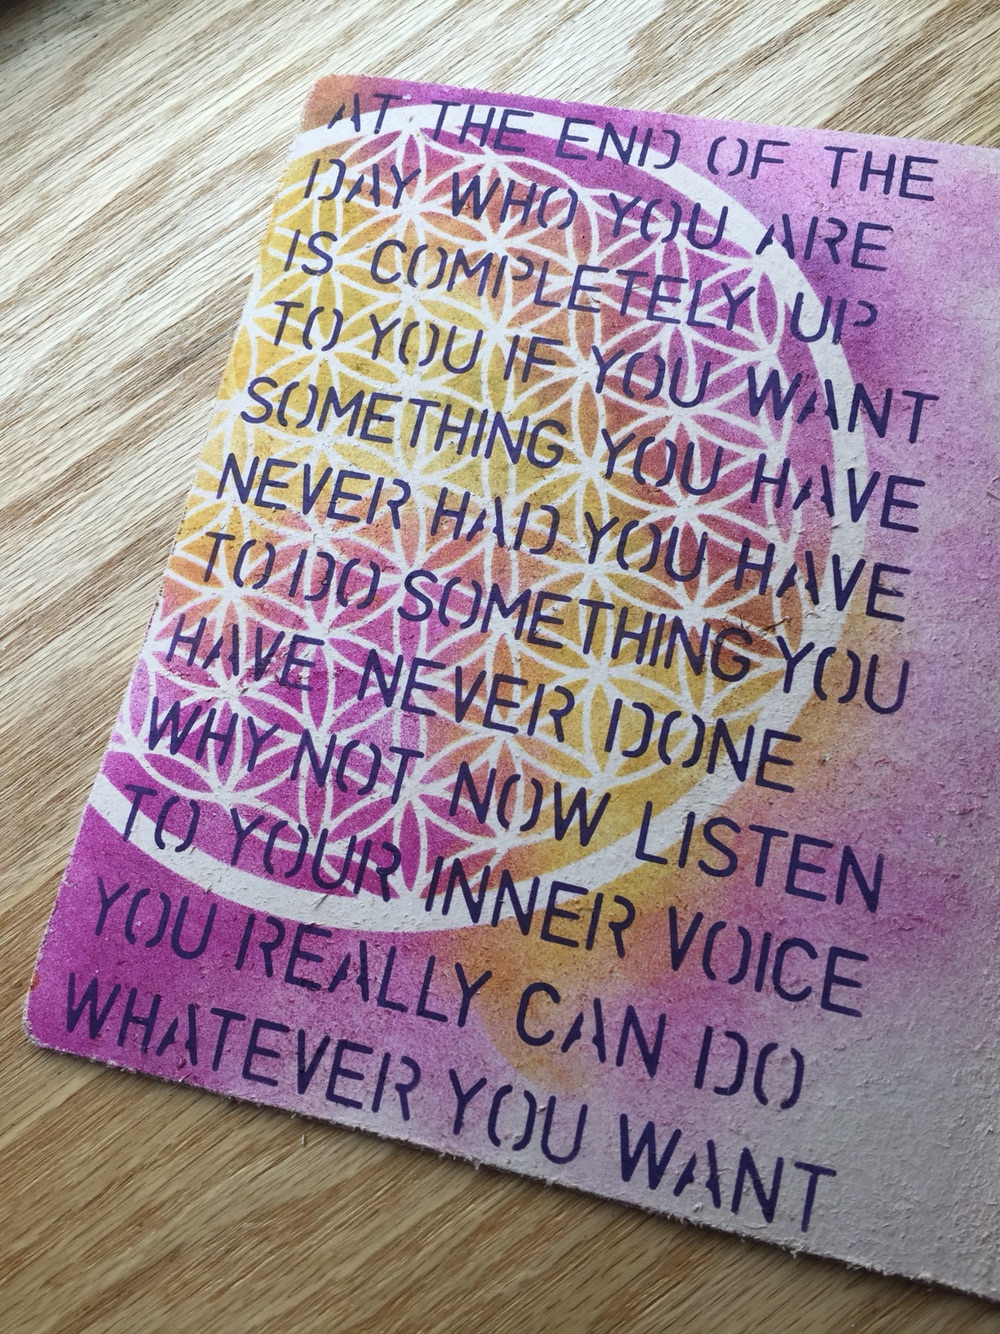 AT THE END OF THE
DAY WHO YOU ARE
IS COMPLETELY UP
TO YOU IF YOU WANT
SOMETHING YOU HAVE
NEVER HAD YOU HAVE
TO DO SOMETHING YOU
HAVE NEVER DONE
WHY NOT NOW LISTEN
TO YOUR INNER VOICE
YOU REALLY CAN DO
WHATEVER YOU WANT